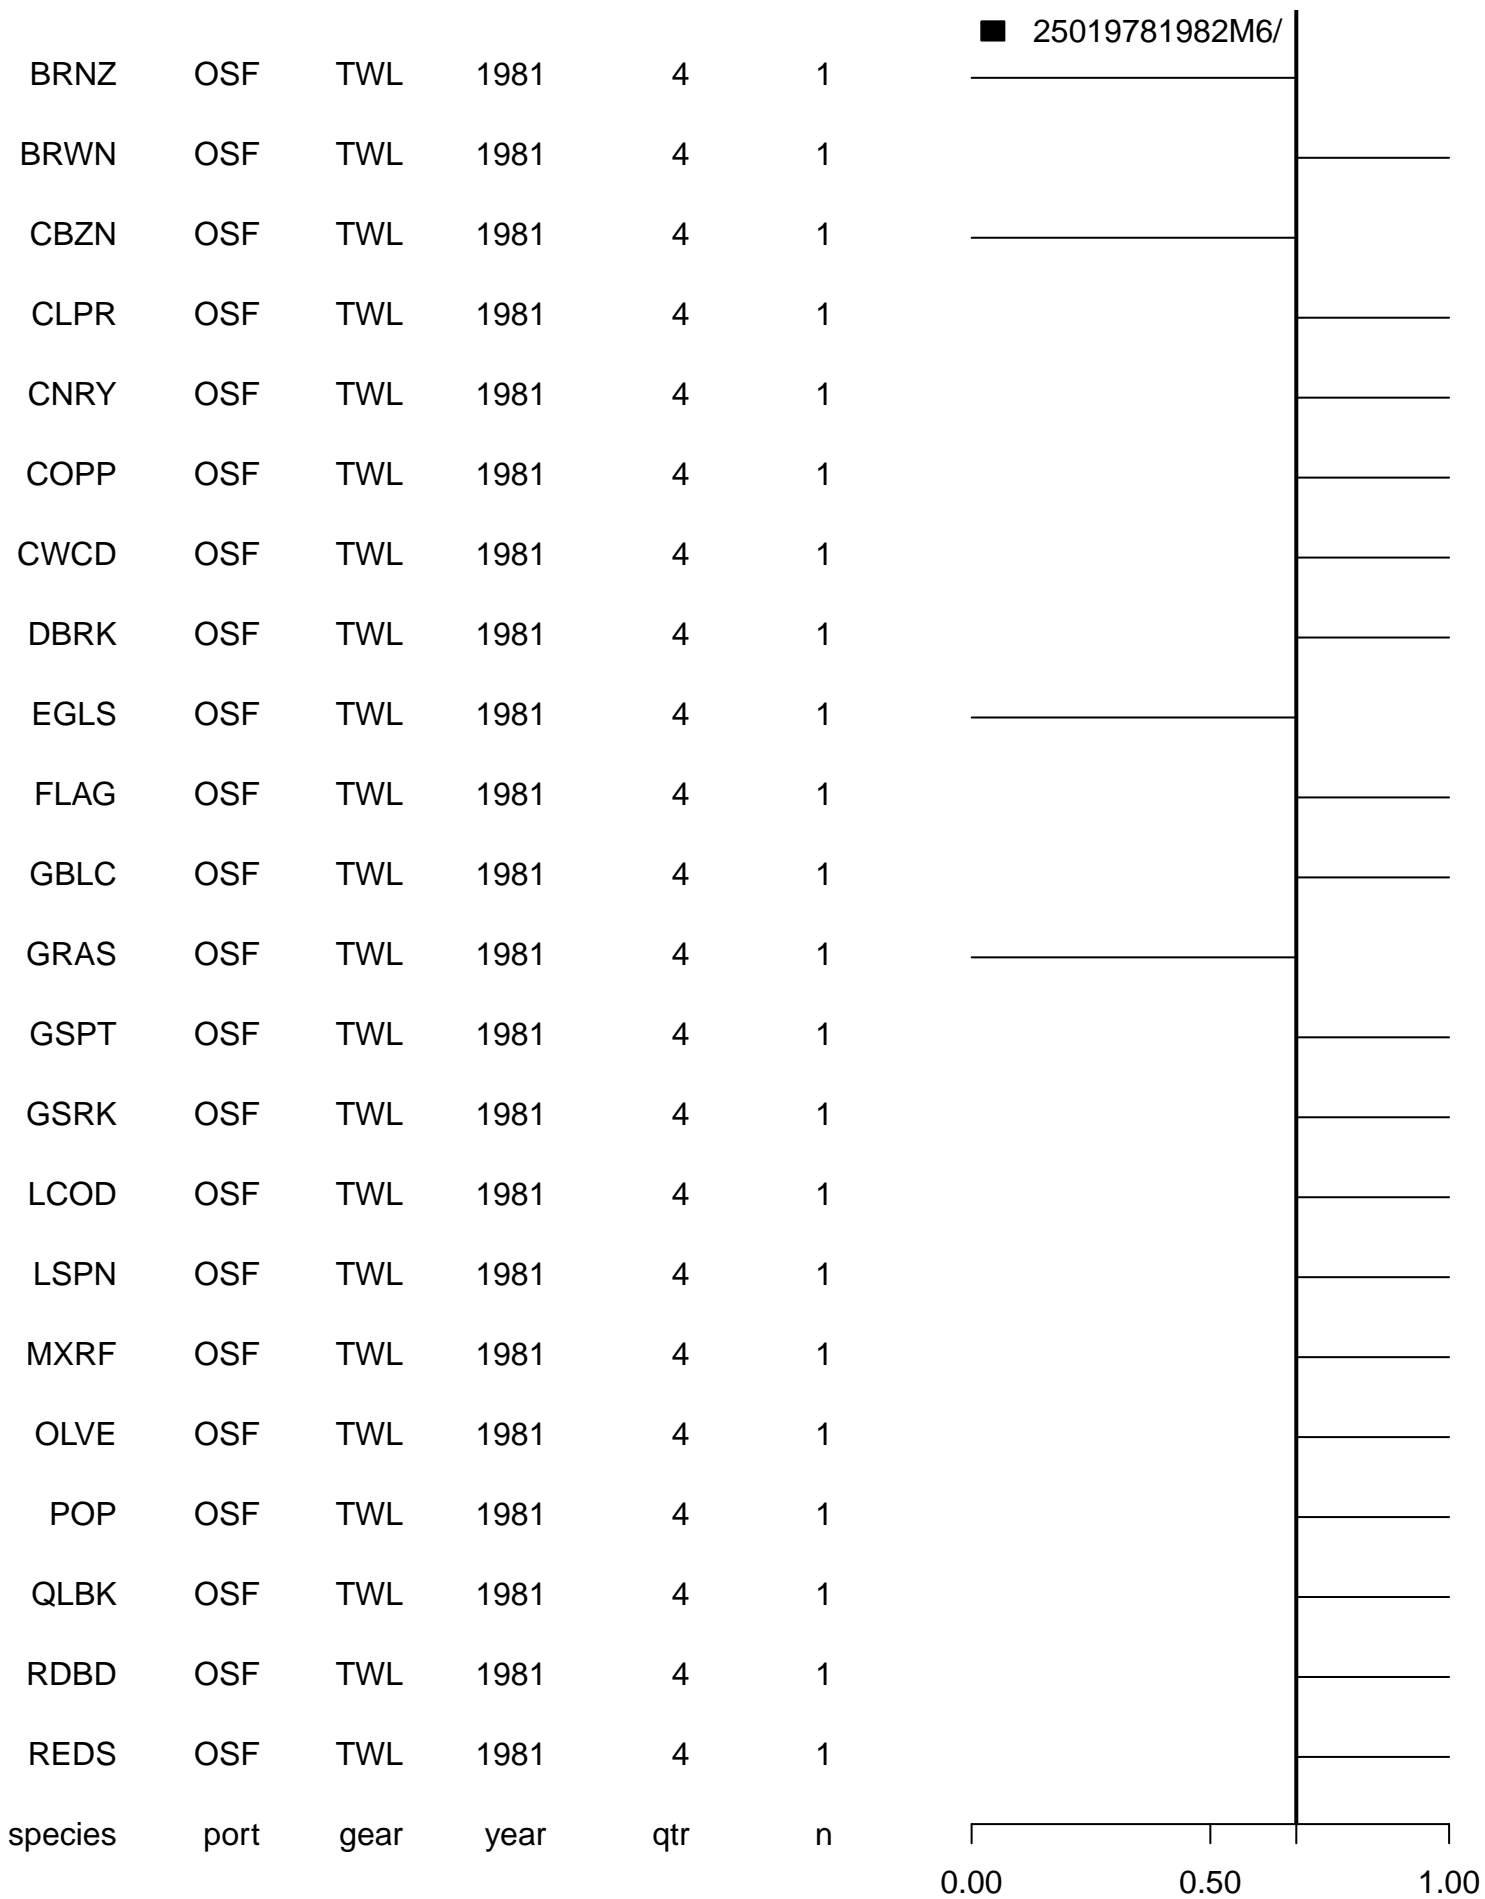 25019781982M6/
BRNZ OSF TWL 1981 4 1
BRWN OSF TWL 1981 4 1
CBZN OSF TWL 1981 4 1
CLPR OSF TWL 1981 4 1
CNRY OSF TWL 1981 4 1
COPP OSF TWL 1981 4 1
CWCD OSF TWL 1981 4 1
DBRK OSF TWL 1981 4 1
EGLS OSF TWL 1981 4 1
FLAG OSF TWL 1981 4 1
GBLC OSF TWL 1981 4 1
GRAS OSF TWL 1981 4 1
GSPT OSF TWL 1981 4 1
GSRK OSF TWL 1981 4 1
LCOD OSF TWL 1981 4 1
LSPN OSF TWL 1981 4 1
MXRF OSF TWL 1981 4 1
OLVE OSF TWL 1981 4 1
POP OSF TWL 1981 4 1
QLBK OSF TWL 1981 4 1
RDBD OSF TWL 1981 4 1
REDS OSF TWL 1981 4 1
species port gear year qtr n
0.00 0.50 1.00